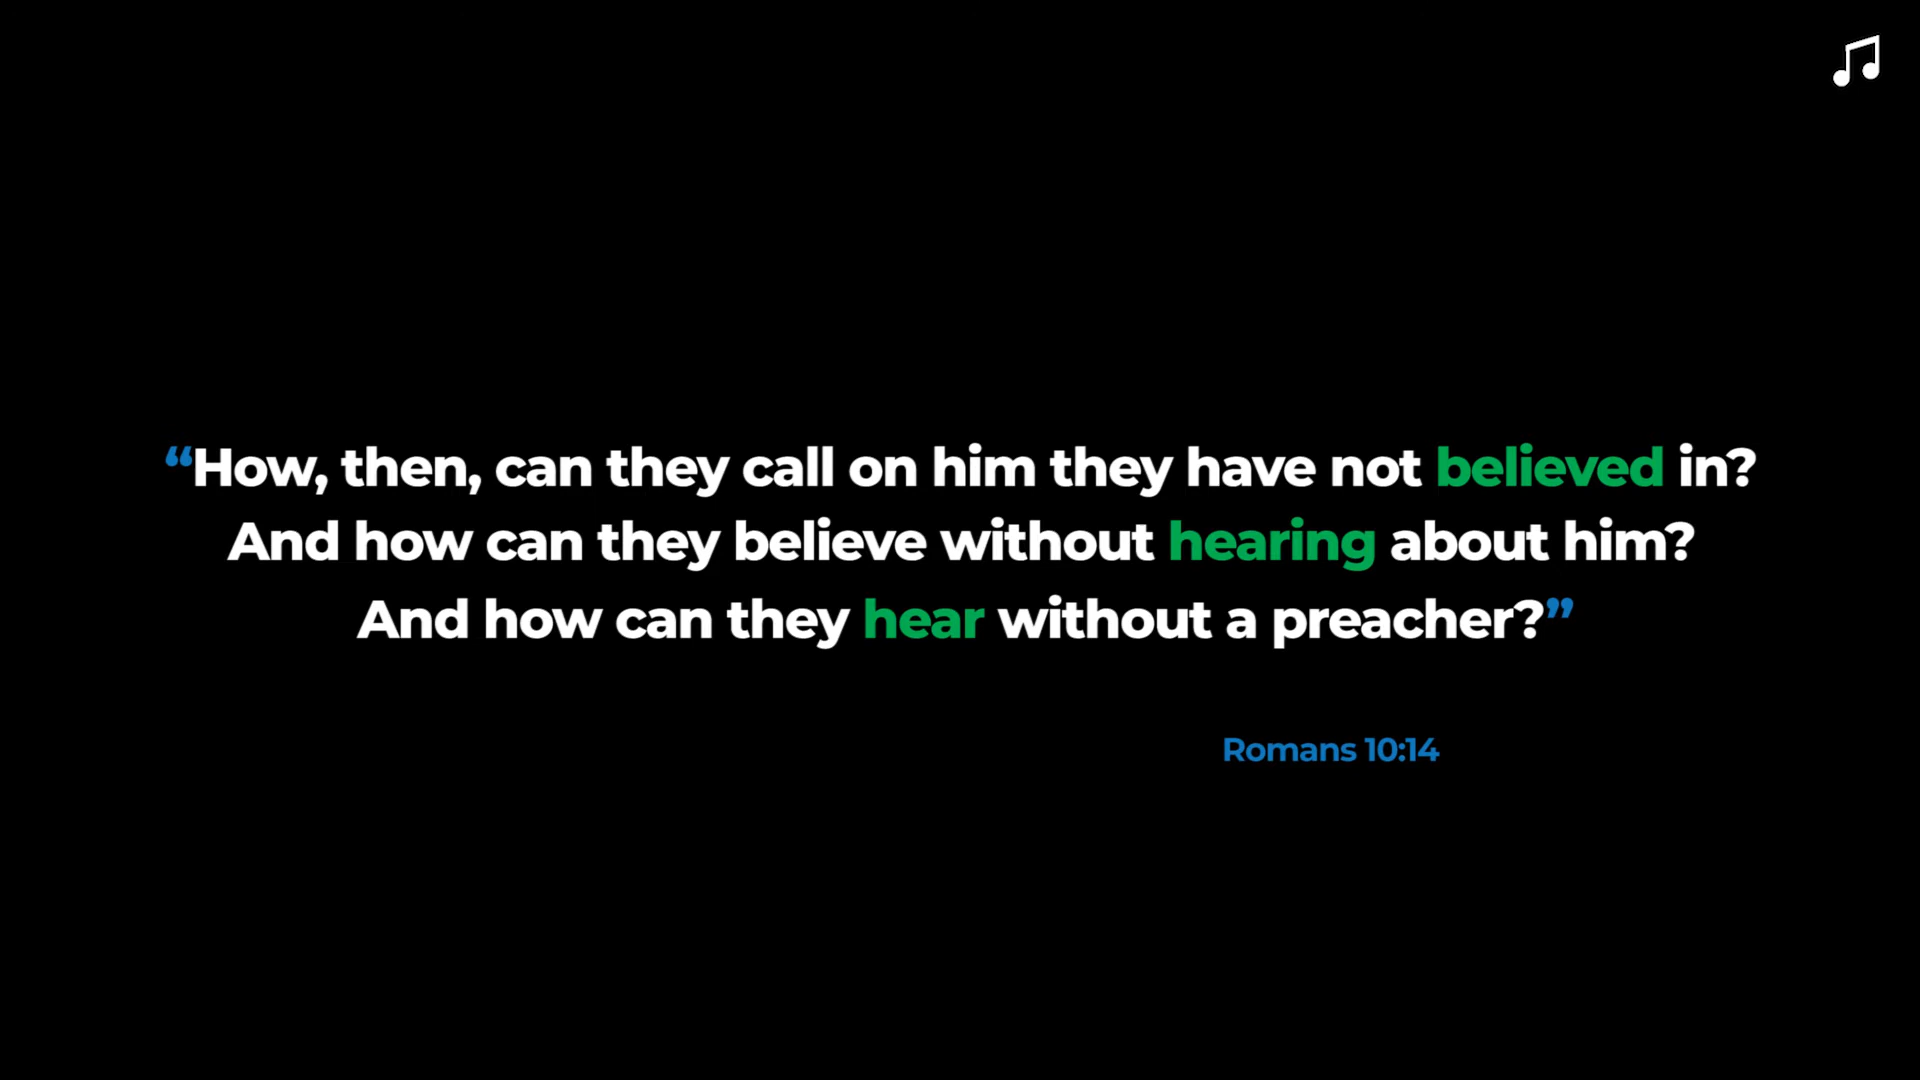 “How, then, can they call on him they have not believed in?
And how can they believe without hearing about him?
And how can they hear without a preacher?”
Romans 10:14